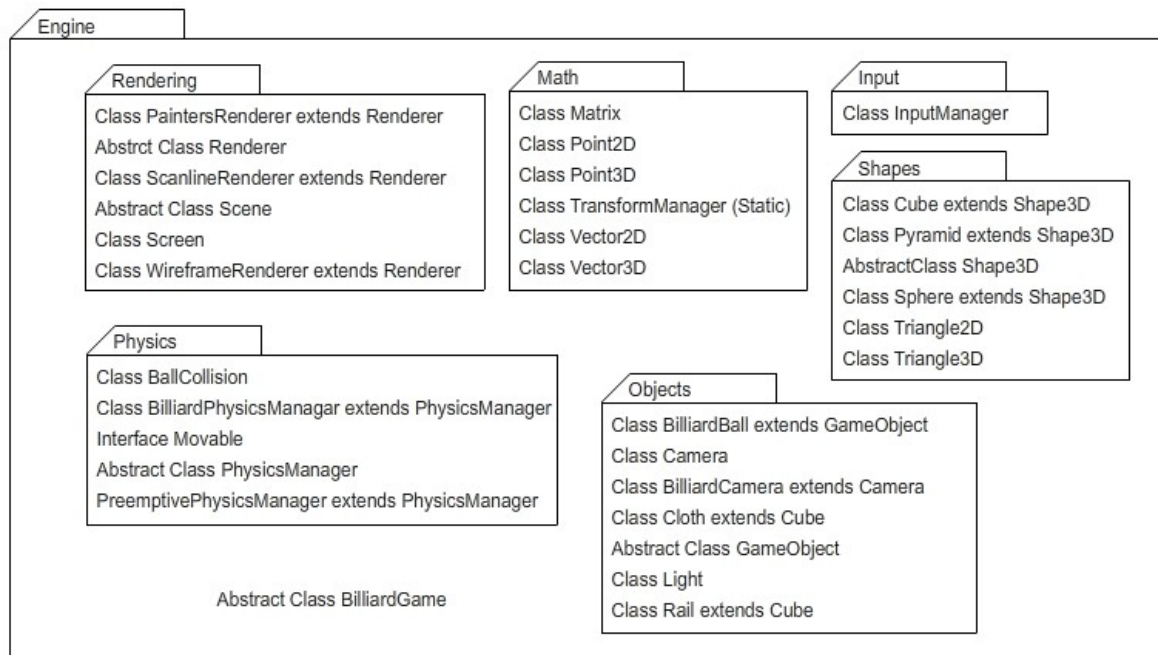 Engine
Rendering
Class PaintersRenderer extends Renderer
Abstrct Class Renderer
Class ScanlineRenderer extends Renderer
Abstract Class Scene
Class Screen
Class WireframeRenderer extends Renderer
Math
Class Matrix
Class Point2D
Class Point3D
Class TransformManager (Static)
Class Vector2D
Class Vector3D
Input
Class InputManager
Shapes
Class Cube extends Shape3D
Class Pyramid extends Shape3D
AbstractClass Shape3D
Class Sphere extends Shape3D
Class Triangle2D
Class Triangle3D
Physics
Class BallCollision
Class BilliardPhysicsManagar extends PhysicsManager
Interface Movable
Abstract Class PhysicsManager
PreemptivePhysicsManager extends PhysicsManager
Objects
Class BilliardBall extends GameObject
Class Camera
Class BilliardCamera extends Camera
Class Cloth extends Cube
Abstract Class GameObject
Class Light
Class Rail extends Cube
Abstract Class BilliardGame